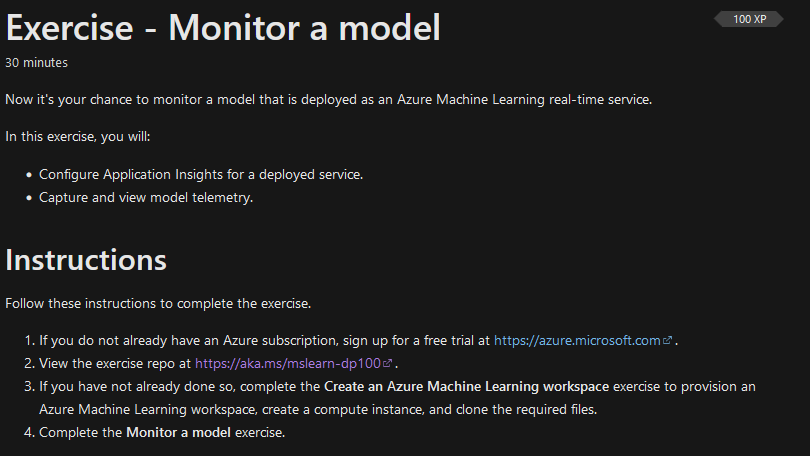 Exercise - Monitor a model
100 XP
30 minutes
Now it's your chance to monitor a model that is deployed as an Azure Machine Learning real-time service.
In this exercise, you will:
• Configure Application Insights for a deployed service.
• Capture and view model telemetry.
Instructions
Follow these instructions to complete the exercise.
1. If you do not already have an Azure subscription, sign up for a free trial at https://azure.microsoft.com .
2. View the exercise repo at https://aka.ms/mslearn-dp100 .
3. If you have not already done so, complete the Create an Azure Machine Learning workspace exercise to provision an
Azure Machine Learning workspace, create a compute instance, and clone the required files.
4. Complete the Monitor a model exercise.